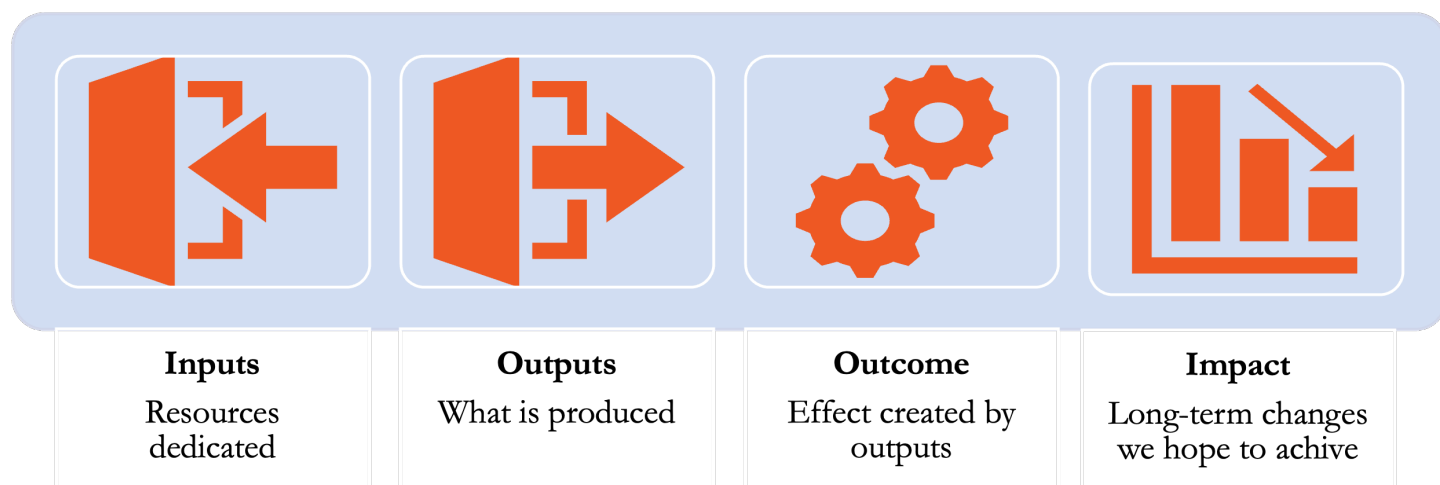 Inputs
Resources
dedicated
Outputs
What is produced
Outcome
Effect created by
outputs
Impact
Long-term changes
we hope to achive